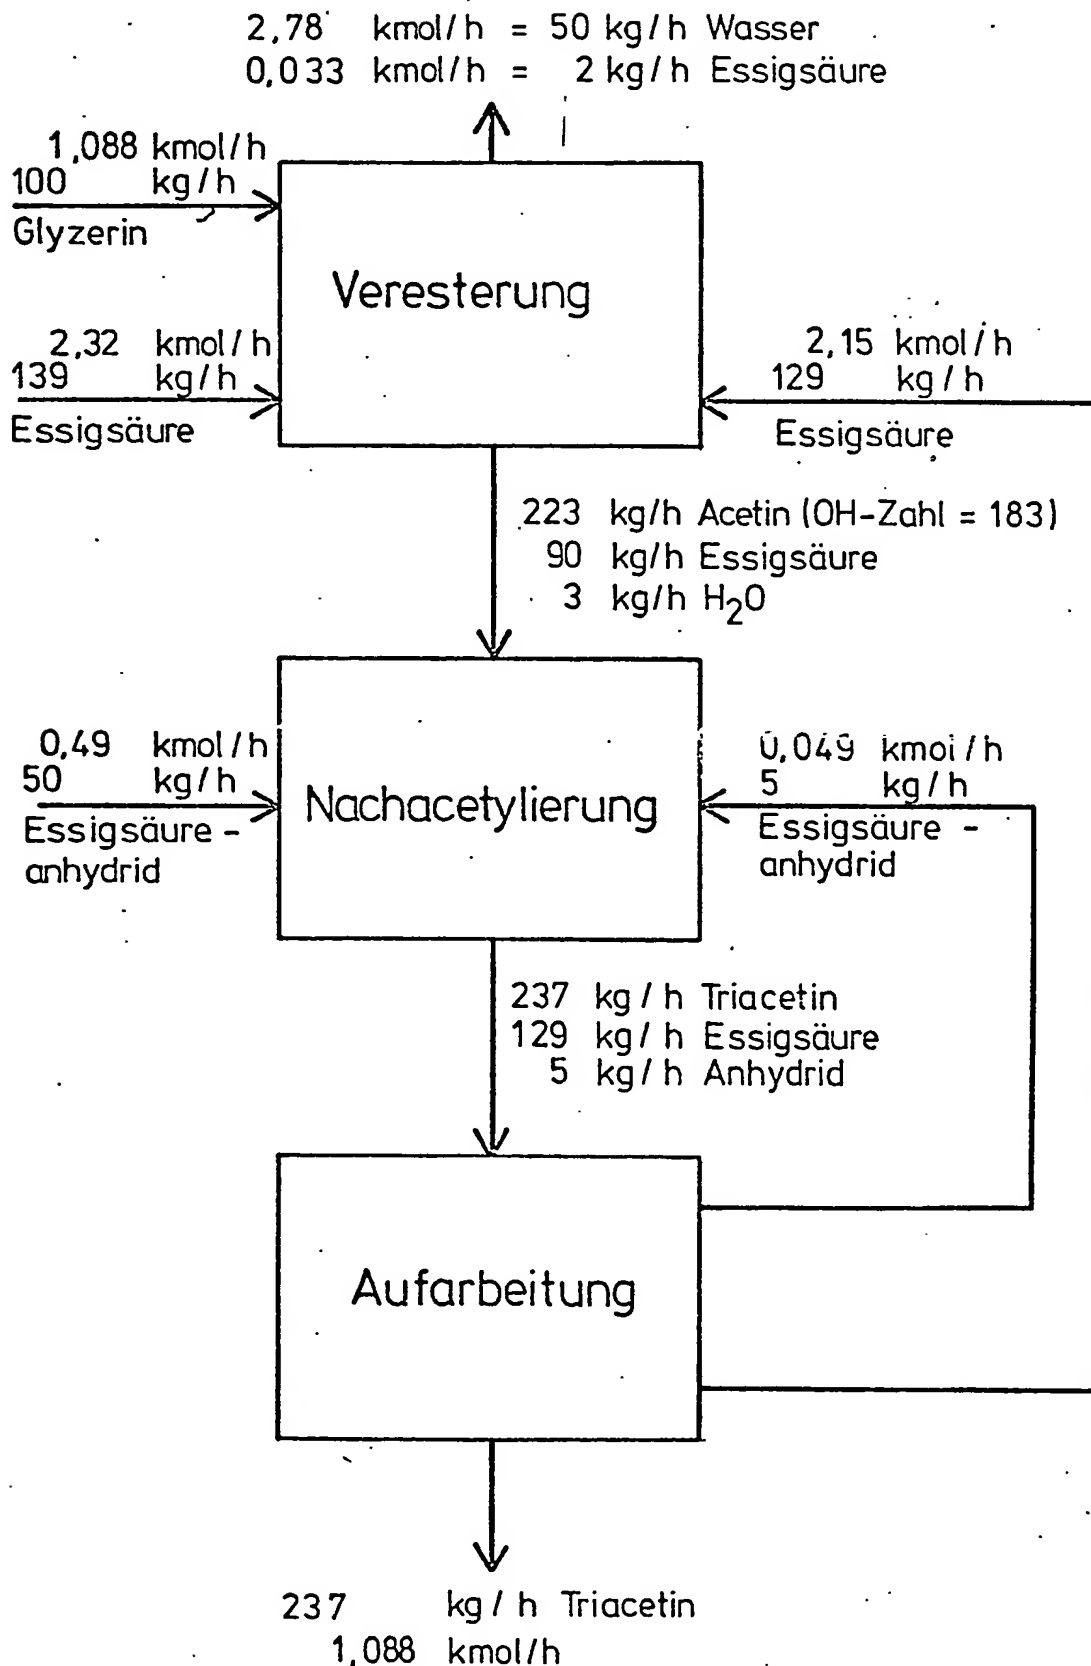 2,78 kmol/h = 50 kg/h Wasser
0,033 kmol/h = 2 kg/h Essigsäure
1,088 kmol/h
100 kg/h
Glyzerin
Veresterung
2,32 kmol/h
139 kg/h
Essigsäure
2,15 kmol/h
129 kg/h
Essigsäure
223 kg/h Acetin (OH-Zahl = 183)
90 kg/h Essigsäure
3 kg/h H₂O
0,49 kmol/h
50 kg/h
Essigsäure -
anhydrid
Nachacetylierung
0,049 kmol/h
5 kg/h
Essigsäure -
anhydrid
237 kg/h Triacetin
129 kg/h Essigsäure
5 kg/h Anhydrid
Aufarbeitung
237 kg/h Triacetin
1,088 kmol/h